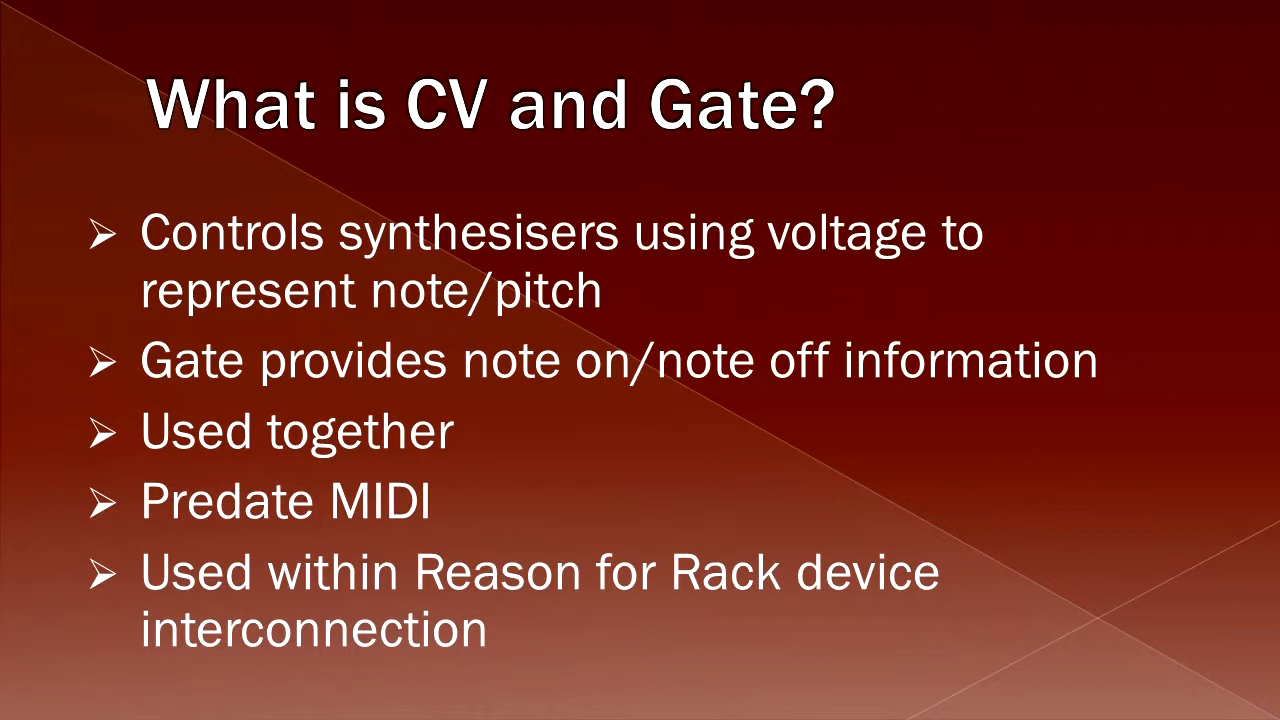 What is CV and Gate?
➢ Controls synthesisers using voltage to
represent note/pitch
➢ Gate provides note on/note off information
➢ Used together
➢ Predate MIDI
➢ Used within Reason for Rack device
interconnection